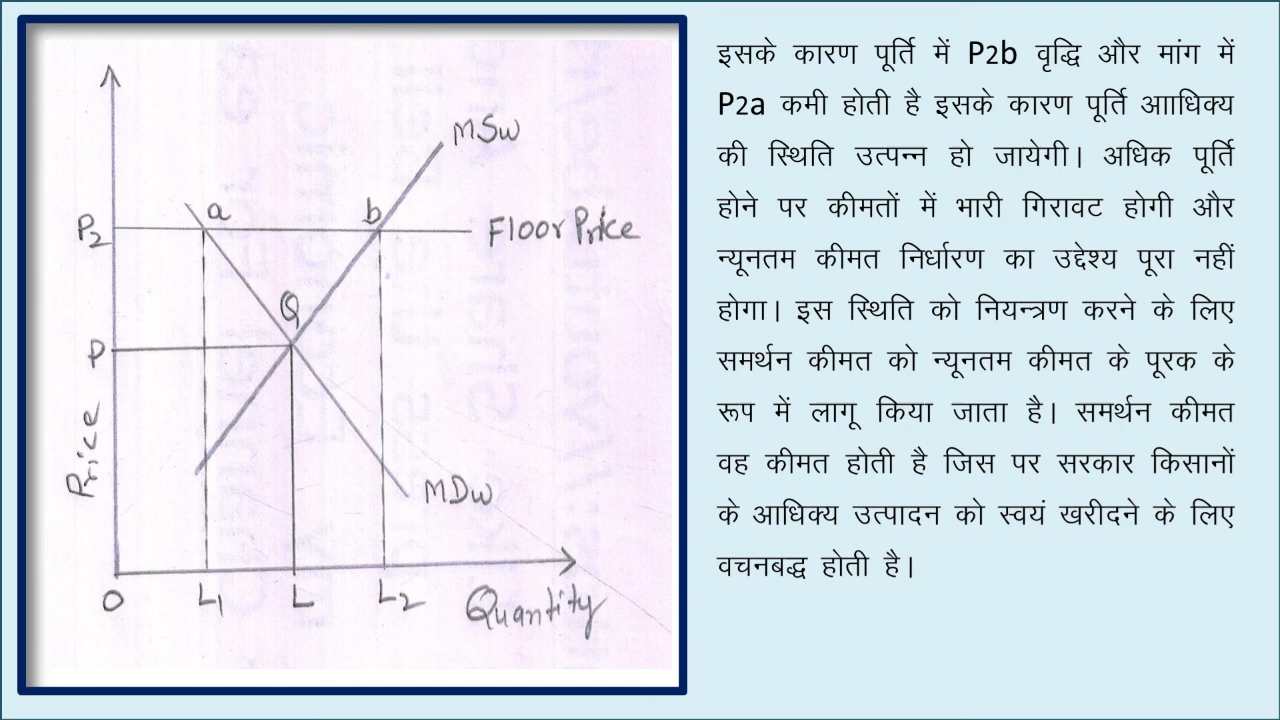 MSw
a
b
P2
Floor Price
Q
P
Price
MDw
O
L1
L
L2
Quantity
इसके कारण पूर्ति में P2b वृद्धि और मांग में
P2a कमी होती है इसके कारण पूर्ति आाधिक्य
की स्थिति उत्पन्न हो जायेगी। अधिक पूर्ति
होने पर कीमतों में भारी गिरावट होगी और
न्यूनतम कीमत निर्धारण का उद्देश्य पूरा नहीं
होगा। इस स्थिति को नियन्त्रण करने के लिए
समर्थन कीमत को न्यूनतम कीमत के पूरक के
रूप में लागू किया जाता है। समर्थन कीमत
वह कीमत होती है जिस पर सरकार किसानों
के आधिक्य उत्पादन को स्वयं खरीदने के लिए
वचनबद्ध होती है।